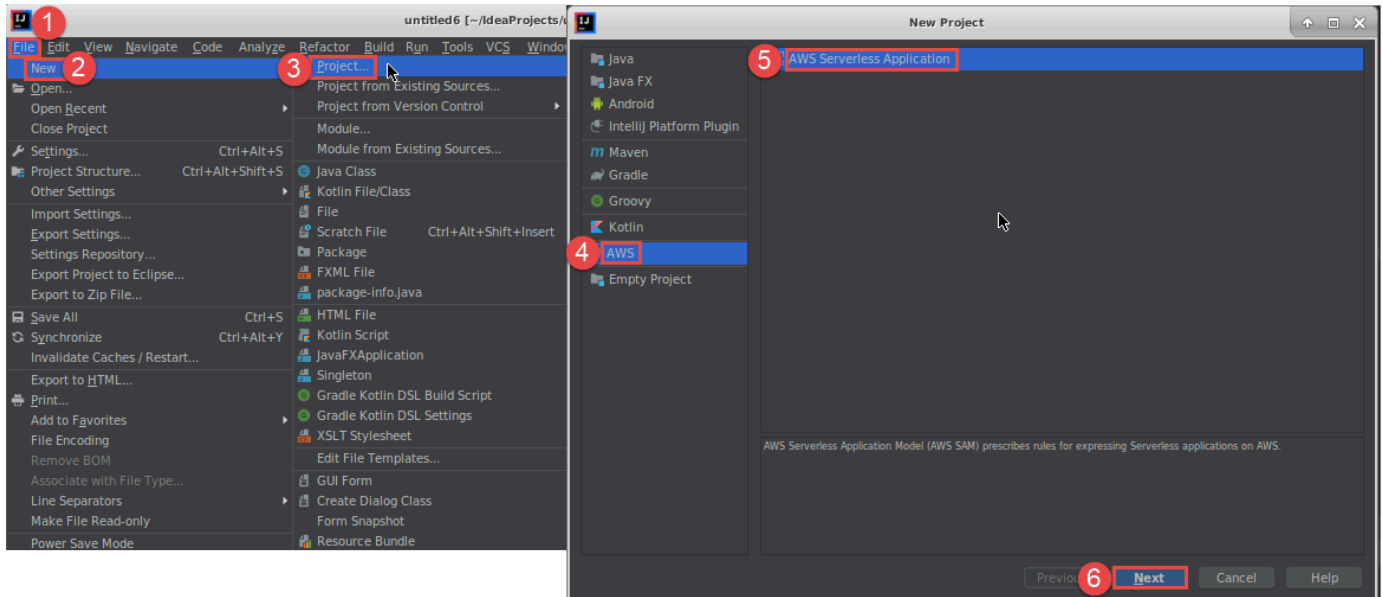 1
untitled6 [~/IdeaProjects/u
File Edit View Navigate Code Analyze Refactor Build Run Tools VCS Windo
New 2
Open...
Open Recent
Close Project
Settings... Ctrl+Alt+S
Project Structure... Ctrl+Alt+Shift+S
Other Settings
Import Settings...
Export Settings...
Settings Repository...
Export Project to Eclipse...
Export to Zip File...
Save All Ctrl+S
Synchronize Ctrl+Alt+Y
Invalidate Caches / Restart...
Export to HTML...
Print...
Add to Favorites
File Encoding
Remove BOM
Associate with File Type...
Line Separators
Make File Read-only
Power Save Mode
3 Project...
Project from Existing Sources...
Project from Version Control
Module...
Module from Existing Sources...
Java Class
Kotlin File/Class
File
Scratch File Ctrl+Alt+Shift+Insert
Package
FXML File
package-info.java
HTML File
Kotlin Script
JavaFXApplication
Singleton
Gradle Kotlin DSL Build Script
Gradle Kotlin DSL Settings
XSLT Stylesheet
Edit File Templates...
GUI Form
Create Dialog Class
Form Snapshot
Resource Bundle
New Project
Java
Java FX
Android
IntelliJ Platform Plugin
Maven
Gradle
Groovy
Kotlin
4 AWS
Empty Project
5 AWS Serverless Application
AWS Serverless Application Model (AWS SAM) prescribes rules for expressing Serverless applications on AWS.
Previou 6 Next Cancel Help